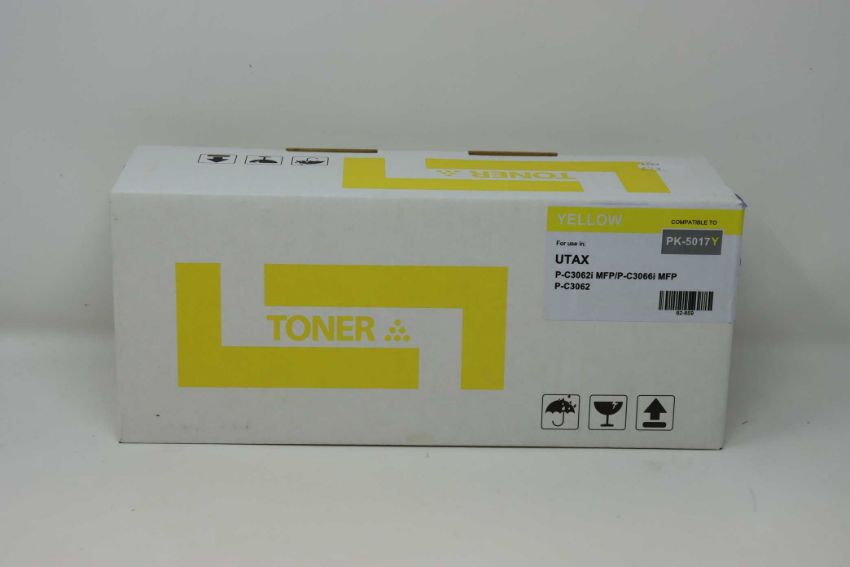 TONER
YELLOW
COMPATIBLE TO
For use in:
PK-5017Y
UTAX
P-C3062i MFP/P-C3066i MFP
P-C3062
TONER